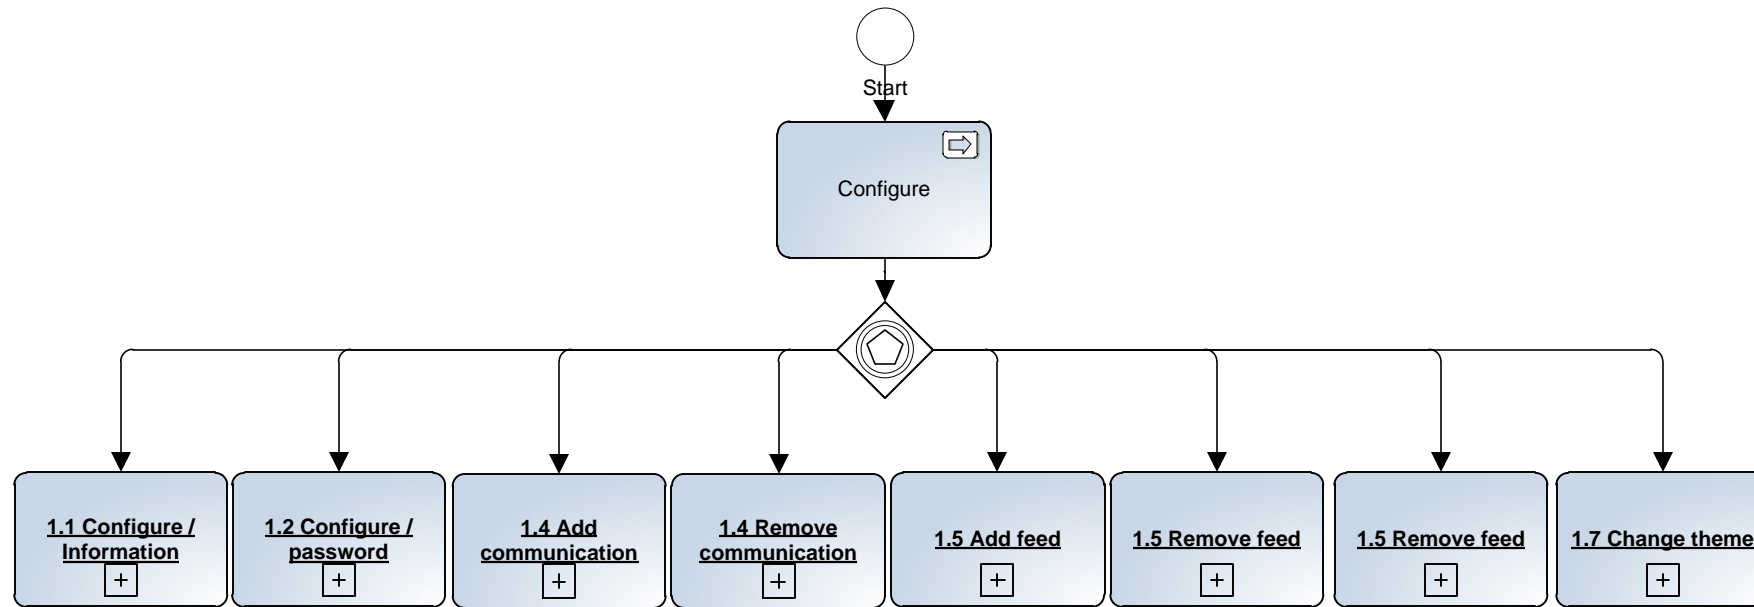 Start
Configure
1.1 Configure /
Information
1.2 Configure /
password
1.4 Add
communication
1.4 Remove
communication
1.5 Add feed
1.5 Remove feed
1.5 Remove feed
1.7 Change theme